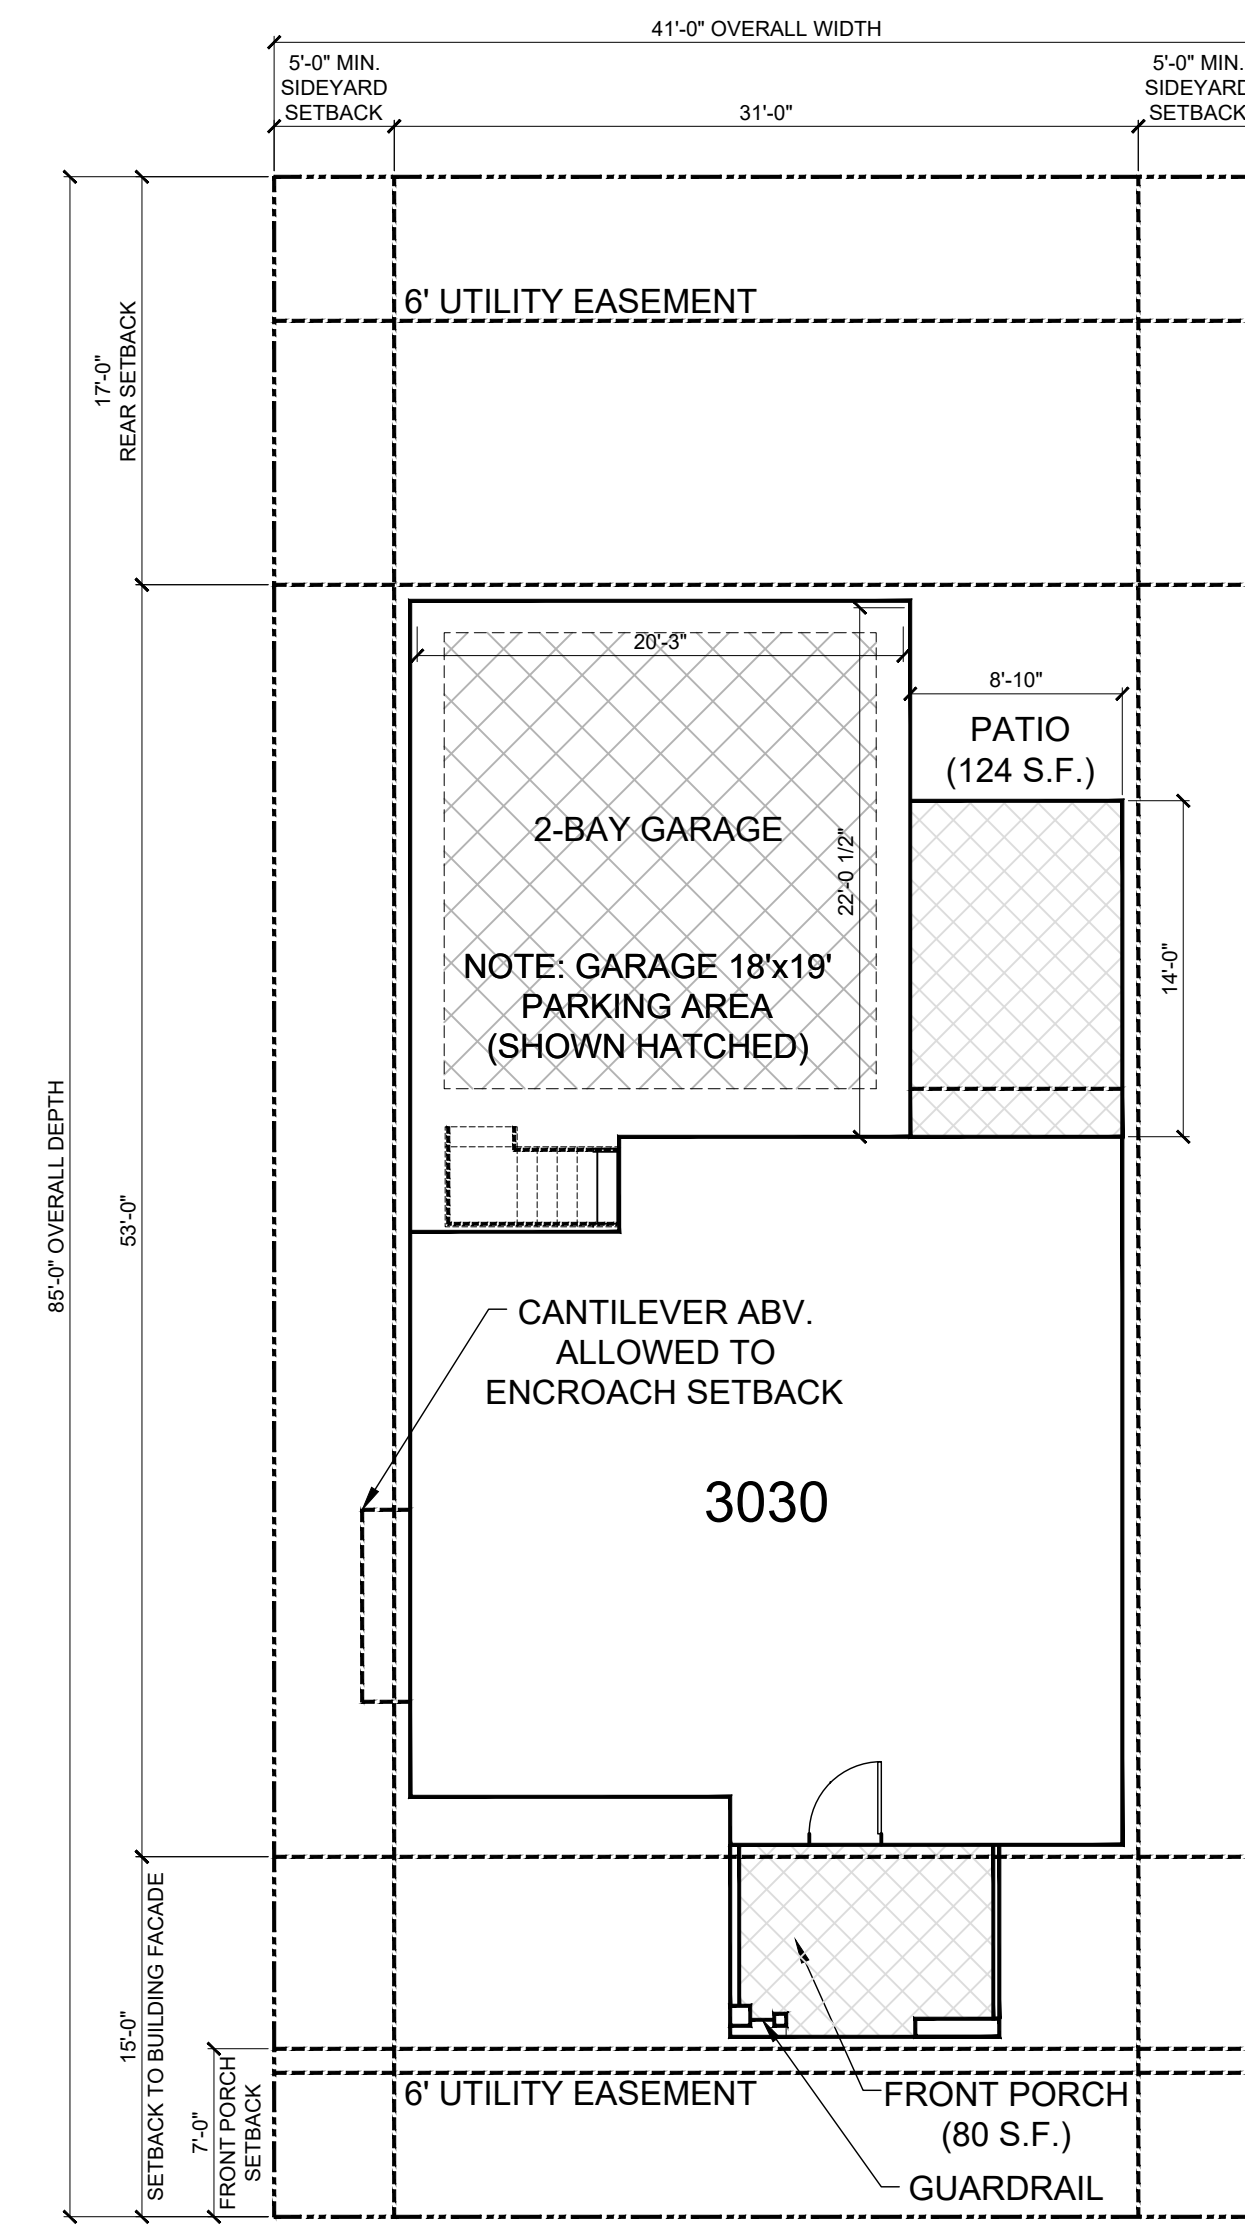 41'-0" OVERALL WIDTH
5'-0" MIN.
SIDEYARD
SETBACK
31'-0"
5'-0" MIN.
SIDEYARD
SETBACK
6' UTILITY EASEMENT
17'-0"
REAR SETBACK
20'-3"
8'-10"
PATIO
(124 S.F.)
2-BAY GARAGE
22'-0 1/2"
NOTE: GARAGE 18'x19'
PARKING AREA
(SHOWN HATCHED)
14'-0"
85'-0" OVERALL DEPTH
53'-0"
CANTILEVER ABV.
ALLOWED TO
ENCROACH SETBACK
3030
15'-0"
SETBACK TO BUILDING FACADE
7'-0"
FRONT PORCH
SETBACK
6' UTILITY EASEMENT
FRONT PORCH
(80 S.F.)
GUARDRAIL